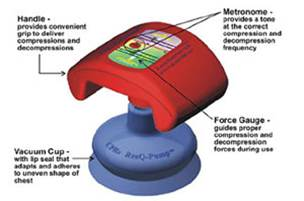 Handle -
provides convenient
grip to deliver
compressions and
decompressions
Metronome -
provides a tone
at the correct
compression and
decompression
frequency
Force Gauge -
guides proper
compression and
decompression
forces during use
Vacuum Cup -
with lip seal that
adapts and adheres
to uneven shape of
chest
CPR+ ResQ-Pump™